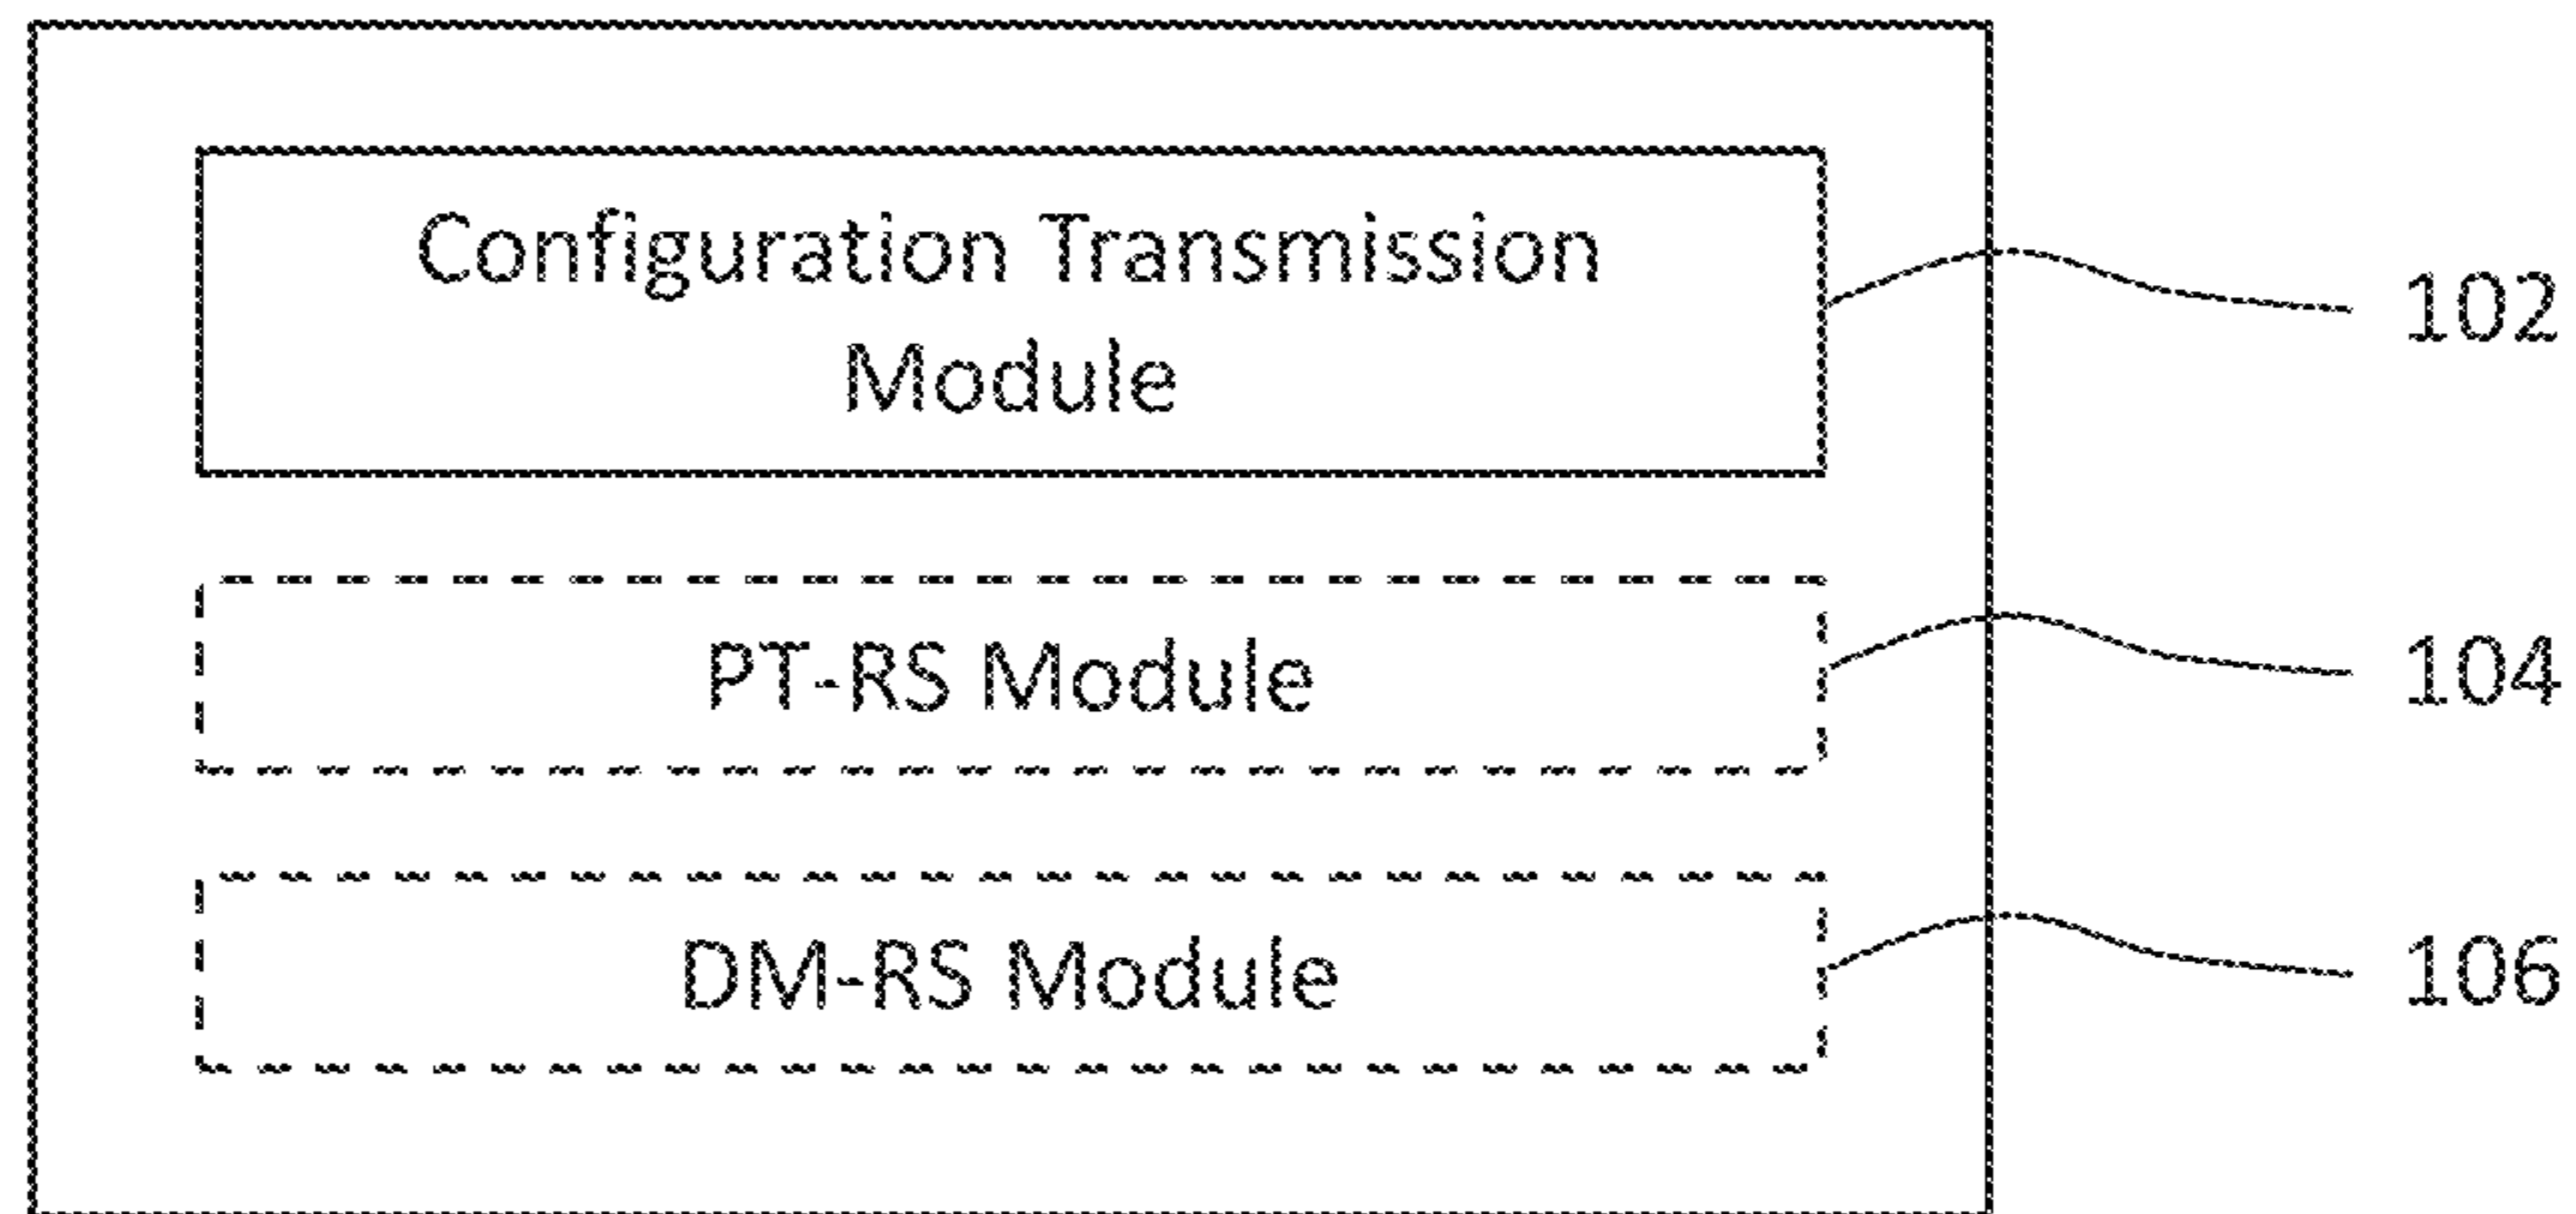 Configuration Transmission
Module
102
PT-RS Module
104
DM-RS Module
106